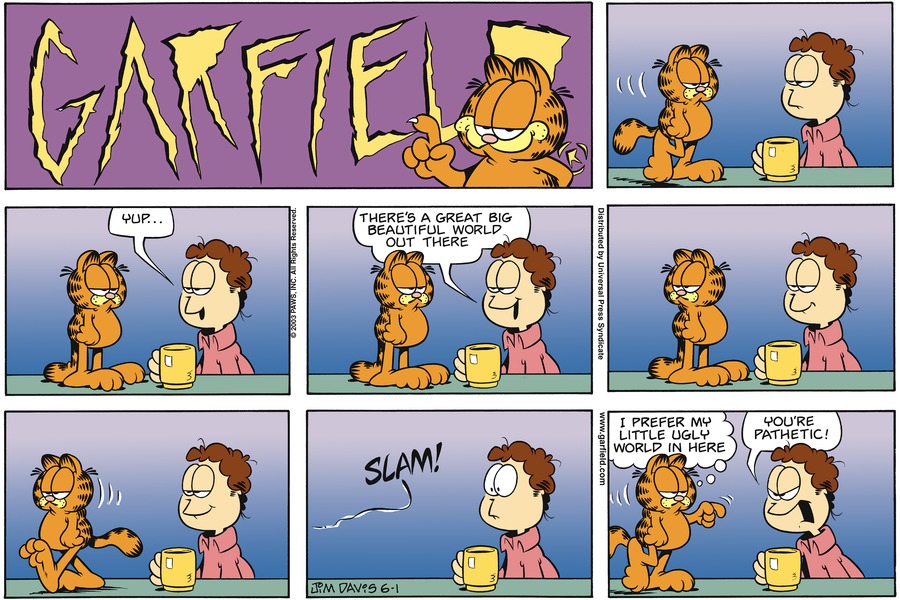 GARFIELD
YUP...
© 2003 PAWS, INC. All Rights Reserved.
THERE'S A GREAT BIG
BEAUTIFUL WORLD
OUT THERE
Distributed by Universal Press Syndicate
SLAM!
JIM DAVIS 6-1
www.garfield.com
I PREFER MY
LITTLE UGLY
WORLD IN HERE
YOU'RE
PATHETIC!